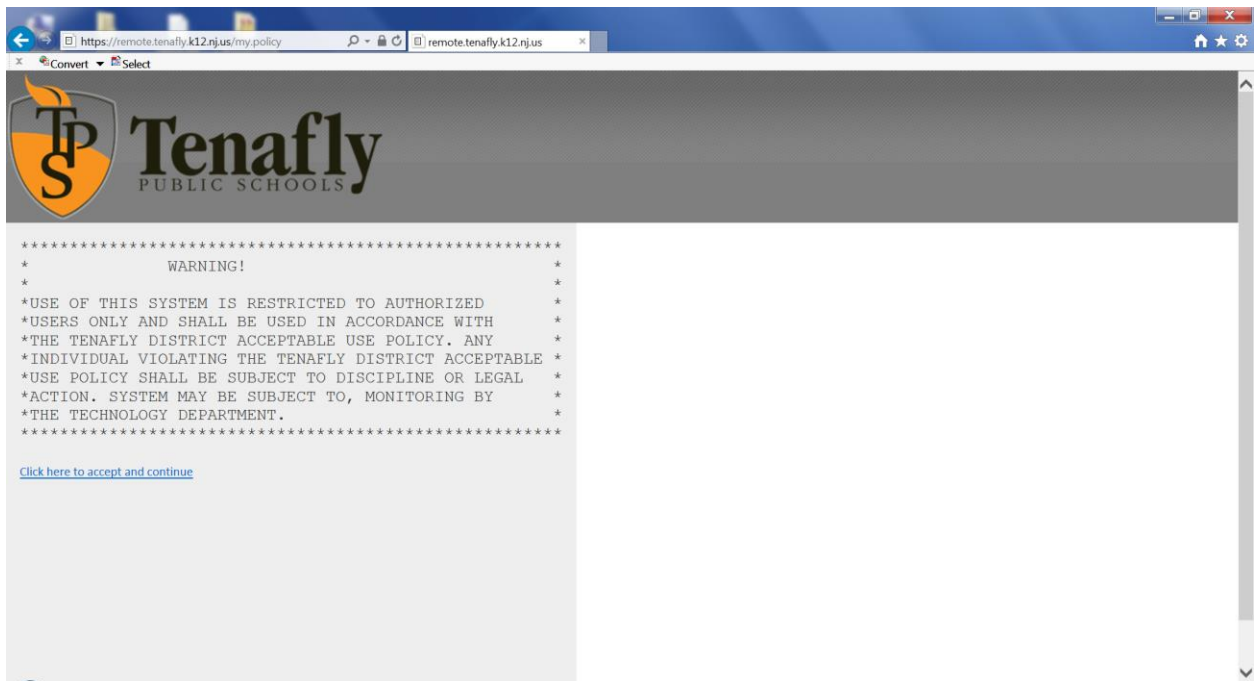 https://remote.tenafly.k12.nj.us/my.policy
remote.tenafly.k12.nj.us
x Convert Select
TPS
Tenafly
PUBLIC SCHOOLS
*******************************************************
* WARNING! *
* *
*USE OF THIS SYSTEM IS RESTRICTED TO AUTHORIZED *
*USERS ONLY AND SHALL BE USED IN ACCORDANCE WITH *
*THE TENAFLY DISTRICT ACCEPTABLE USE POLICY. ANY *
*INDIVIDUAL VIOLATING THE TENAFLY DISTRICT ACCEPTABLE *
*USE POLICY SHALL BE SUBJECT TO DISCIPLINE OR LEGAL *
*ACTION. SYSTEM MAY BE SUBJECT TO, MONITORING BY *
*THE TECHNOLOGY DEPARTMENT. *
*******************************************************
Click here to accept and continue